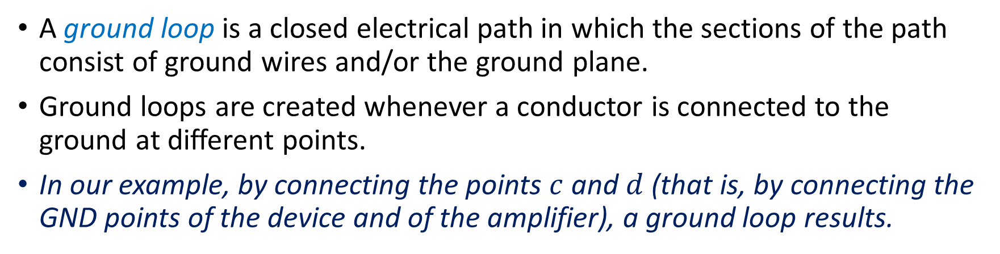 • A ground loop is a closed electrical path in which the sections of the path
consist of ground wires and/or the ground plane.
• Ground loops are created whenever a conductor is connected to the
ground at different points.
• In our example, by connecting the points c and d (that is, by connecting the
GND points of the device and of the amplifier), a ground loop results.